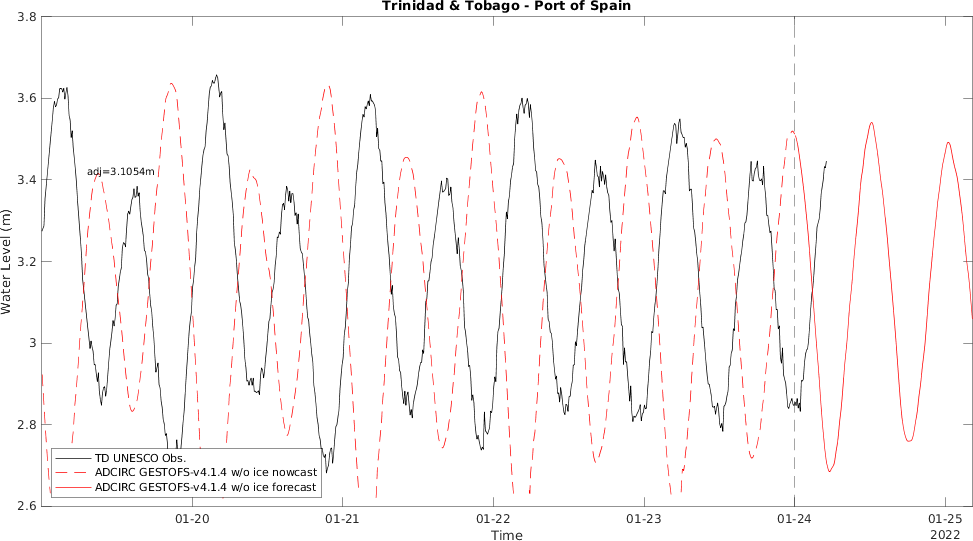 Trinidad & Tobago - Port of Spain
3.8
3.6
3.4
3.2
3
2.8
2.6
Water Level (m)
adj=3.1054m
TD UNESCO Obs.
ADCIRC GESTOFS-v4.1.4 w/o ice nowcast
ADCIRC GESTOFS-v4.1.4 w/o ice forecast
01-20
01-21
01-22
01-23
01-24
01-25
Time
2022